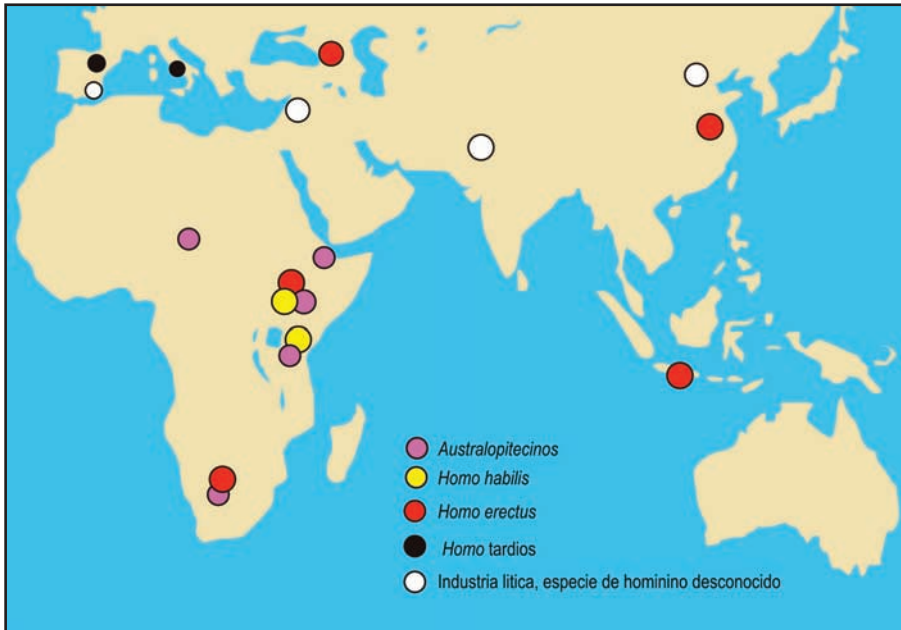 Australopitecinos
Homo habilis
Homo erectus
Homo tardios
Industria litica, especie de hominino desconocido